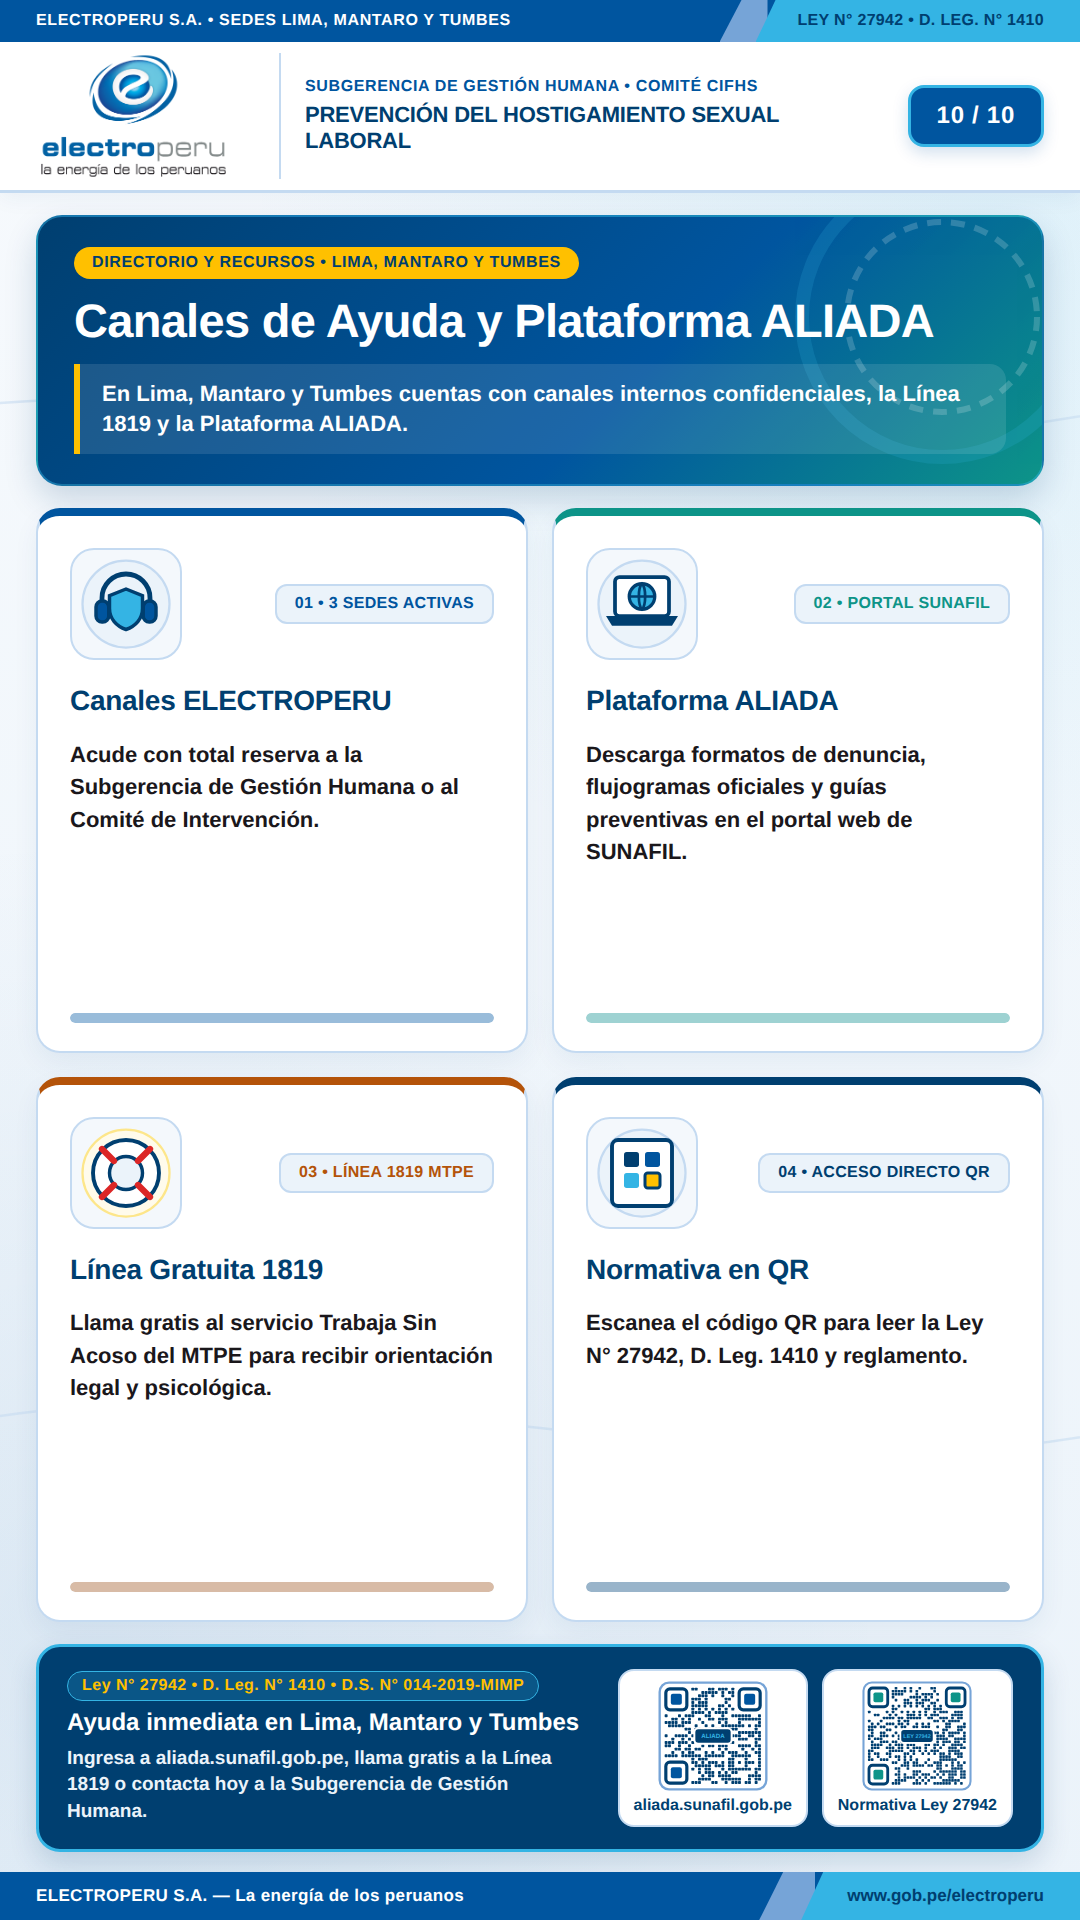 ELECTROPERU S.A. • SEDES LIMA, MANTARO Y TUMBES
LEY N° 27942 • D. LEG. N° 1410
electroperu
la energía de los peruanos
SUBGERENCIA DE GESTIÓN HUMANA • COMITÉ CIFHS
PREVENCIÓN DEL HOSTIGAMIENTO SEXUAL
LABORAL
10 / 10
DIRECTORIO Y RECURSOS • LIMA, MANTARO Y TUMBES
Canales de Ayuda y Plataforma ALIADA
En Lima, Mantaro y Tumbes cuentas con canales internos confidenciales, la Línea
1819 y la Plataforma ALIADA.
01 • 3 SEDES ACTIVAS
Canales ELECTROPERU
Acude con total reserva a la
Subgerencia de Gestión Humana o al
Comité de Intervención.
02 • PORTAL SUNAFIL
Plataforma ALIADA
Descarga formatos de denuncia,
flujogramas oficiales y guías
preventivas en el portal web de
SUNAFIL.
03 • LÍNEA 1819 MTPE
Línea Gratuita 1819
Llama gratis al servicio Trabaja Sin
Acoso del MTPE para recibir orientación
legal y psicológica.
04 • ACCESO DIRECTO QR
Normativa en QR
Escanea el código QR para leer la Ley
N° 27942, D. Leg. 1410 y reglamento.
Ley N° 27942 • D. Leg. N° 1410 • D.S. N° 014-2019-MIMP
Ayuda inmediata en Lima, Mantaro y Tumbes
Ingresa a aliada.sunafil.gob.pe, llama gratis a la Línea
1819 o contacta hoy a la Subgerencia de Gestión
Humana.
ALIADA
aliada.sunafil.gob.pe
LEY 27942
Normativa Ley 27942
ELECTROPERU S.A. — La energía de los peruanos
www.gob.pe/electroperu